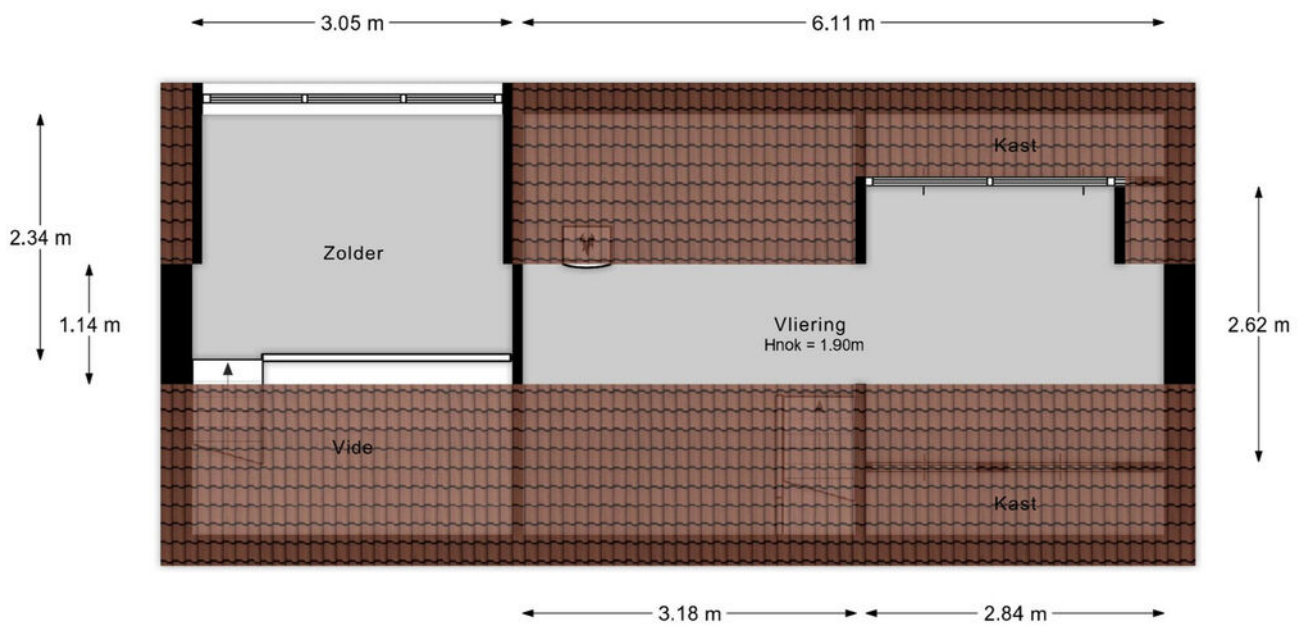 3.05 m
6.11 m
Kast
2.34 m
Zolder
1.14 m
Vliering
Hnok = 1.90m
2.62 m
Vide
Kast
3.18 m
2.84 m